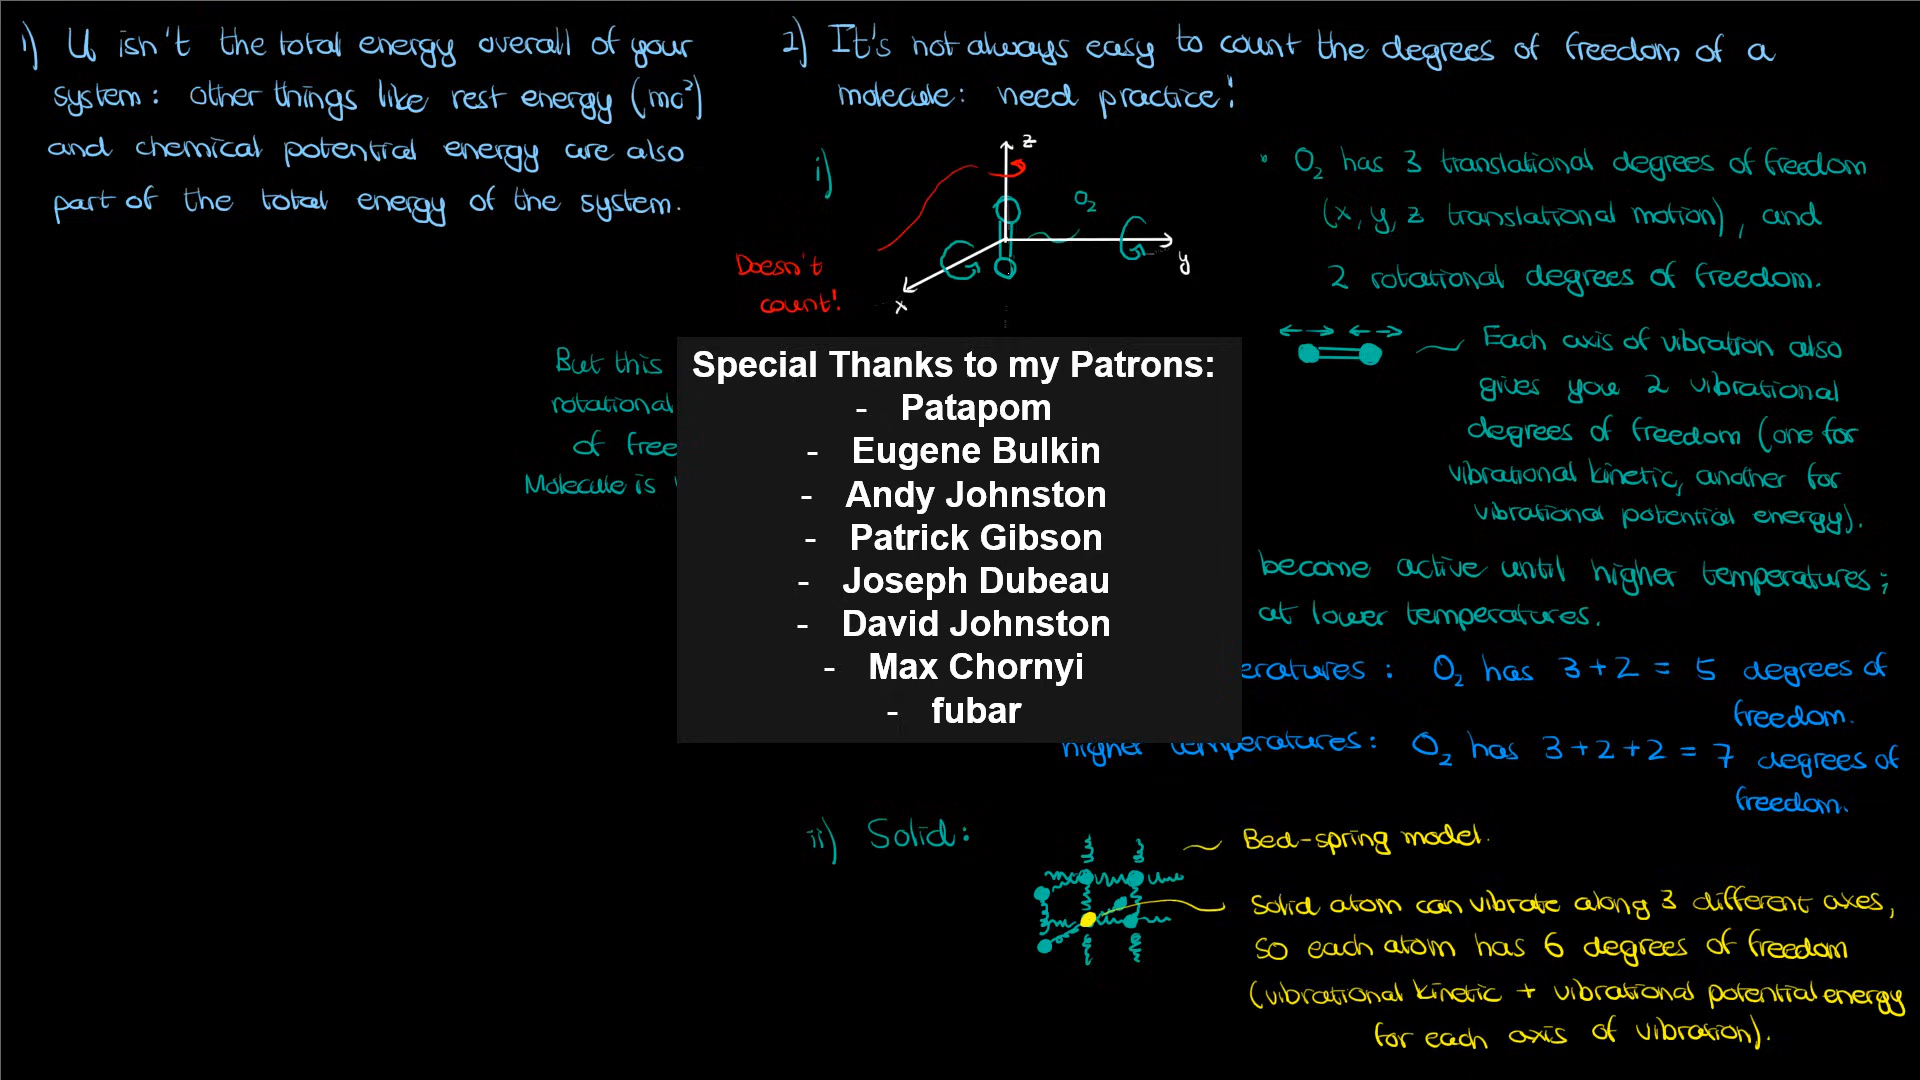 1) U isn't the total energy overall of your
system: other things like rest energy (mc²)
and chemical potential energy are also
part of the total energy of the system.
2) It's not always easy to count the degrees of freedom of a
molecule: need practice!
i)
z
O₂
y
x
Doesn't
count!
• O₂ has 3 translational degrees of freedom
(x, y, z translational motion), and
2 rotational degrees of freedom.
Each axis of vibration also
gives you 2 vibrational
degrees of freedom (one for
vibrational kinetic, another for
vibrational potential energy).
But this
rotational
of free
Molecule is
Special Thanks to my Patrons:
- Patapom
- Eugene Bulkin
- Andy Johnston
- Patrick Gibson
- Joseph Dubeau
- David Johnston
- Max Chornyi
- fubar
become active until higher temperatures;
at lower temperatures.
eratures: O₂ has 3+2 = 5 degrees of
freedom.
higher temperatures: O₂ has 3+2+2 = 7 degrees of
freedom.
ii) Solid:
Bed-spring model.
Solid atom can vibrate along 3 different axes,
so each atom has 6 degrees of freedom
(vibrational kinetic + vibrational potential energy
for each axis of vibration).